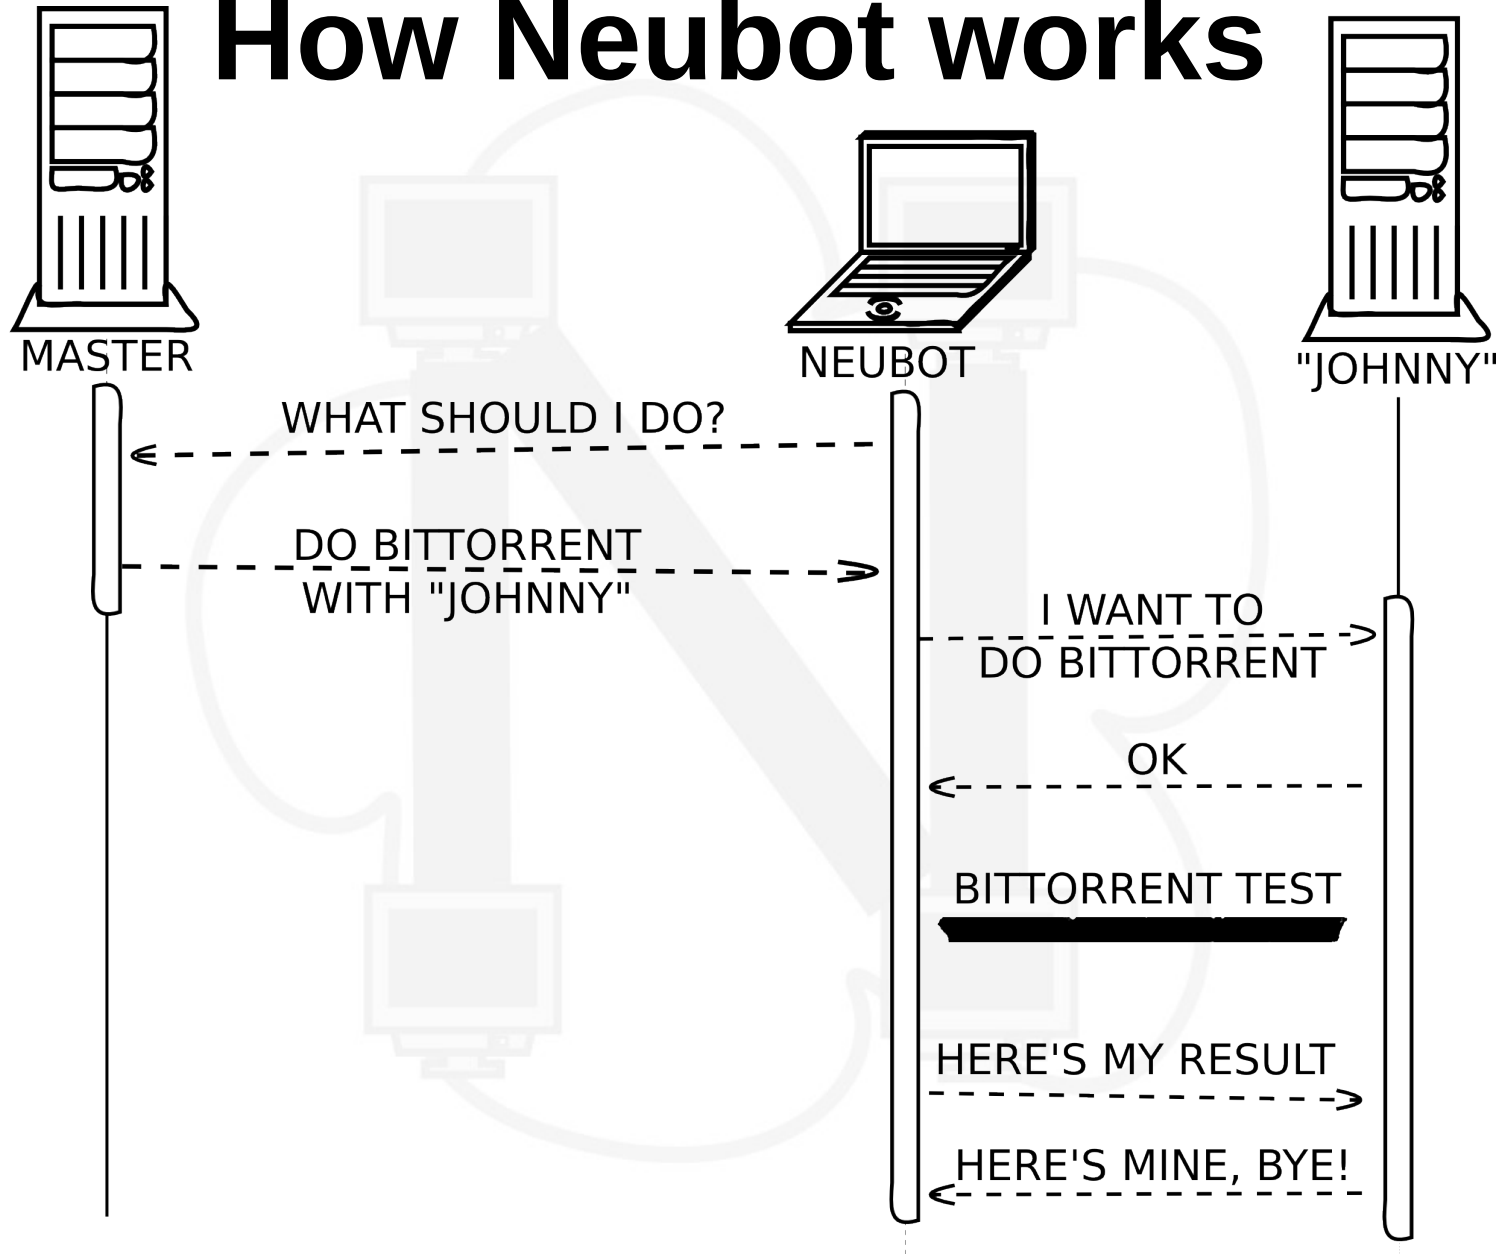 How Neubot works
MASTER
NEUBOT
"JOHNNY"
WHAT SHOULD I DO?
DO BITTORRENT
WITH "JOHNNY"
I WANT TO
DO BITTORRENT
OK
BITTORRENT TEST
HERE'S MY RESULT
HERE'S MINE, BYE!